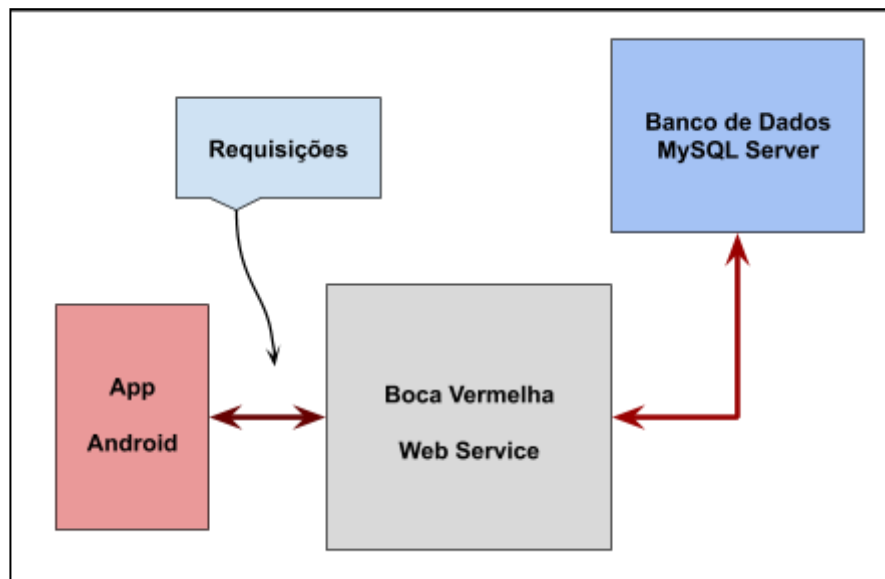 Banco de Dados
MySQL Server
Requisições
App
Android
Boca Vermelha
Web Service